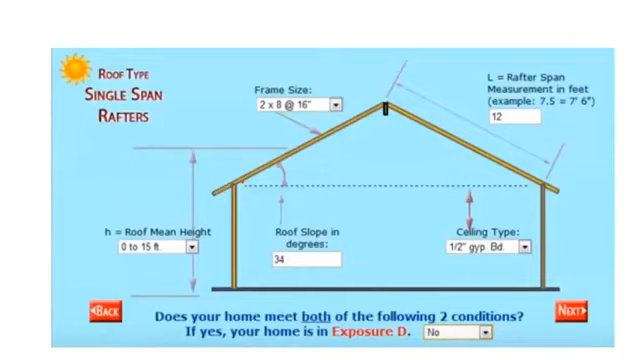 Roof Type
Single Span
Rafters
Frame Size:
2 x 8 @ 16"
L = Rafter Span
Measurement in feet
(example: 7.5 = 7' 6")
12
h = Roof Mean Height
0 to 15 ft.
Roof Slope in
degrees:
34
Ceiling Type:
1/2" gyp. Bd.
Back
Next
Does your home meet both of the following 2 conditions?
If yes, your home is in Exposure D.
No